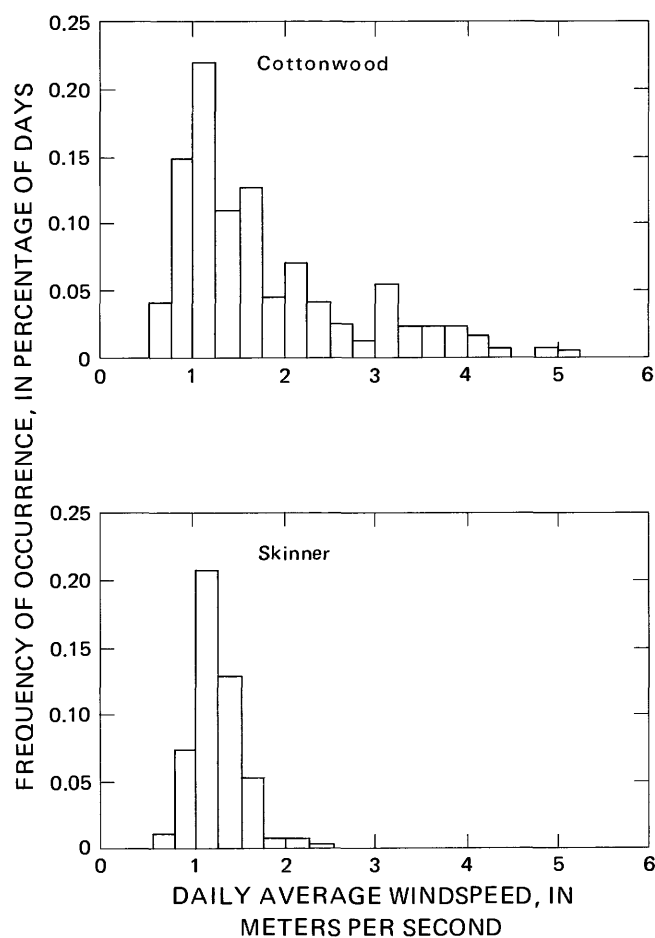 FREQUENCY OF OCCURRENCE, IN PERCENTAGE OF DAYS
0.25
Cottonwood
0.20
0.15
0.10
0.05
0
0 1 2 3 4 5 6
0.25
Skinner
0.20
0.15
0.10
0.05
0
0 1 2 3 4 5 6
DAILY AVERAGE WINDSPEED, IN
METERS PER SECOND